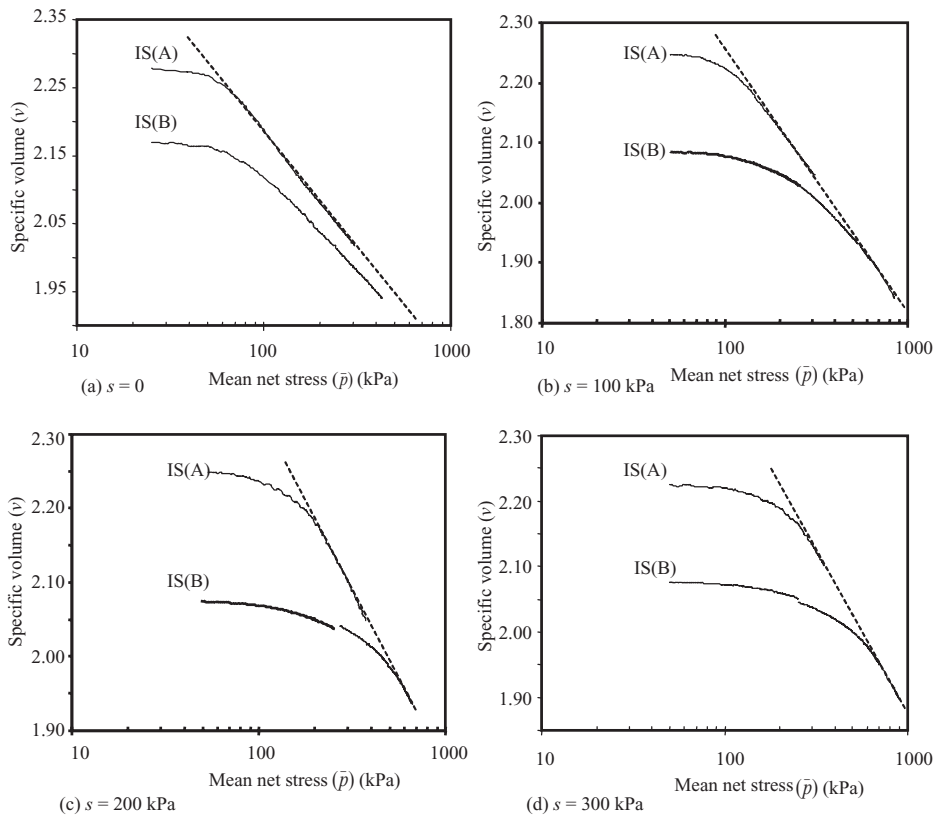 2.35
2.25
2.15
2.05
1.95
Specific volume (v)
IS(A)
IS(B)
10
100
1000
Mean net stress (p̄) (kPa)
(a) s = 0
2.30
2.20
2.10
2.00
1.90
1.80
Specific volume (v)
IS(A)
IS(B)
10
100
1000
Mean net stress (p̄) (kPa)
(b) s = 100 kPa
2.30
2.20
2.10
2.00
1.90
Specific volume (v)
IS(A)
IS(B)
10
100
1000
Mean net stress (p̄) (kPa)
(c) s = 200 kPa
2.30
2.20
2.10
2.00
1.90
Specific volume (v)
IS(A)
IS(B)
10
100
1000
Mean net stress (p̄) (kPa)
(d) s = 300 kPa